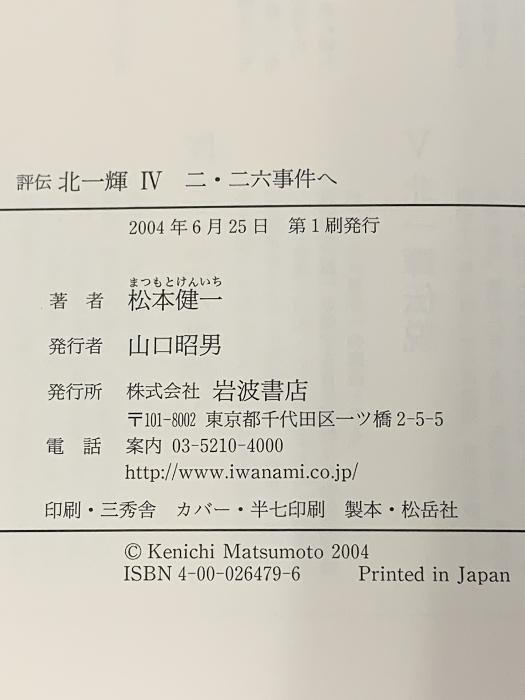 評伝 北一輝 Ⅳ 二・二六事件へ
2004年6月25日 第1刷発行
まつもとけんいち
著者 松本健一
発行者 山口昭男
発行所 株式会社 岩波書店
〒101-8002 東京都千代田区一ツ橋2-5-5
電話 案内 03-5210-4000
http://www.iwanami.co.jp/
印刷・三秀舎 カバー・半七印刷 製本・松岳社
© Kenichi Matsumoto 2004
ISBN 4-00-026479-6 Printed in Japan